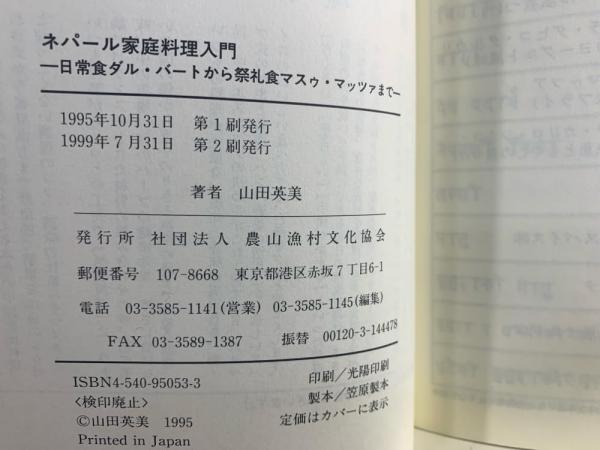 ネパール家庭料理入門
―日常食ダル・バートから祭礼食マスゥ・マッツァまで―
1995年10月31日　第1刷発行
1999年7月31日　第2刷発行
著者　山田英美
発行所　社団法人　農山漁村文化協会
郵便番号　107-8668　東京都港区赤坂7丁目6-1
電話　03-3585-1141(営業)　03-3585-1145(編集)
FAX　03-3589-1387　振替　00120-3-144478
ISBN4-540-95053-3
〈検印廃止〉
©山田英美　1995
Printed in Japan
印刷／光陽印刷
製本／笠原製本
定価はカバーに表示